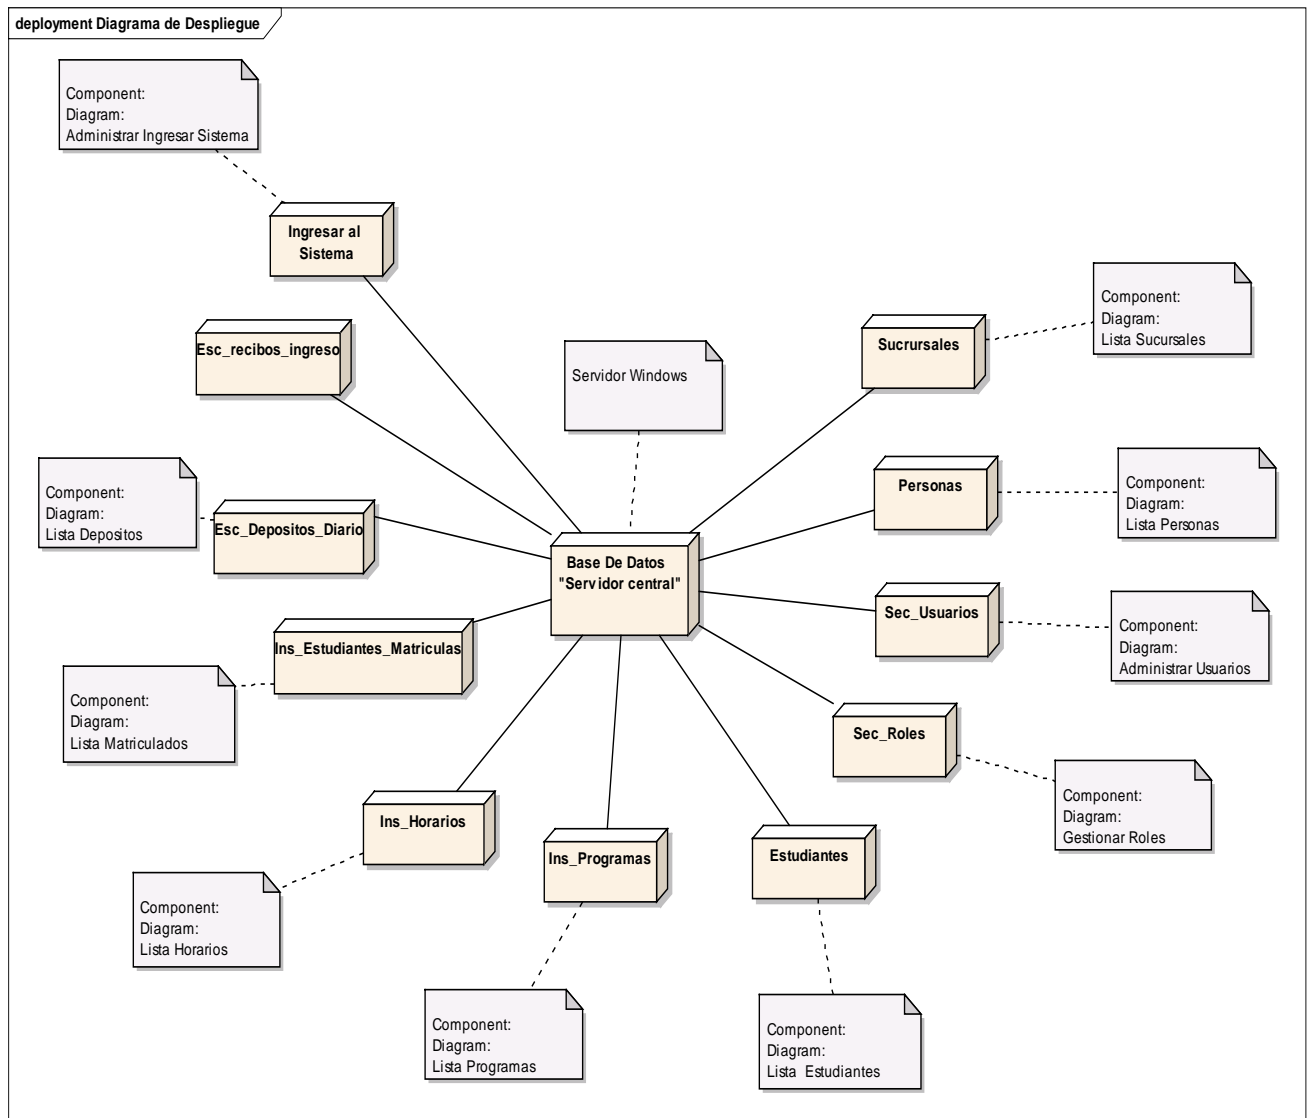 deployment Diagrama de Despliegue
Component:
Diagram:
Administrar Ingresar Sistema
Ingresar al
Sistema
Esc_recibos_ingreso
Servidor Windows
Sucrursales
Component:
Diagram:
Lista Sucursales
Component:
Diagram:
Lista Depositos
Esc_Depositos_Diario
Personas
Component:
Diagram:
Lista Personas
Base De Datos
"Servidor central"
Sec_Usuarios
Component:
Diagram:
Administrar Usuarios
Ins_Estudiantes_Matriculas
Component:
Diagram:
Lista Matriculados
Sec_Roles
Component:
Diagram:
Gestionar Roles
Ins_Horarios
Component:
Diagram:
Lista Horarios
Ins_Programas
Component:
Diagram:
Lista Programas
Estudiantes
Component:
Diagram:
Lista  Estudiantes